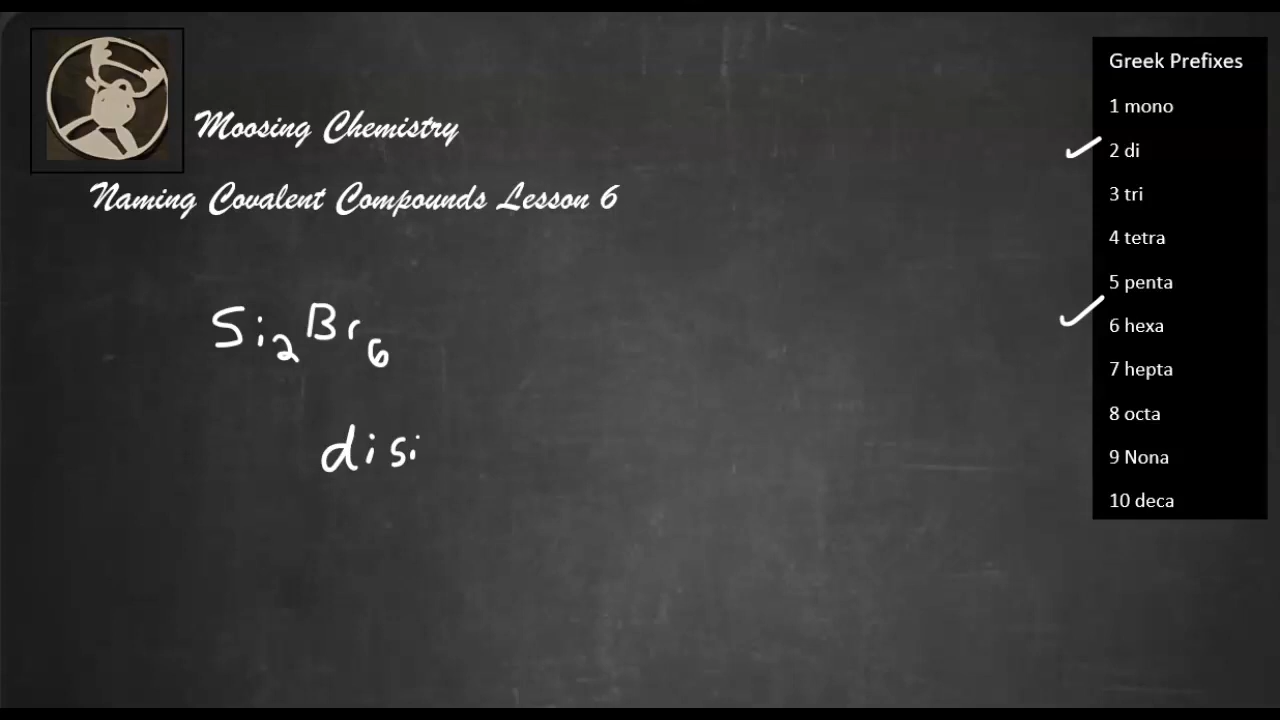 Moosing Chemistry
Naming Covalent Compounds Lesson 6
Si₂Br₆
disi
Greek Prefixes
1 mono
2 di
3 tri
4 tetra
5 penta
6 hexa
7 hepta
8 octa
9 Nona
10 deca